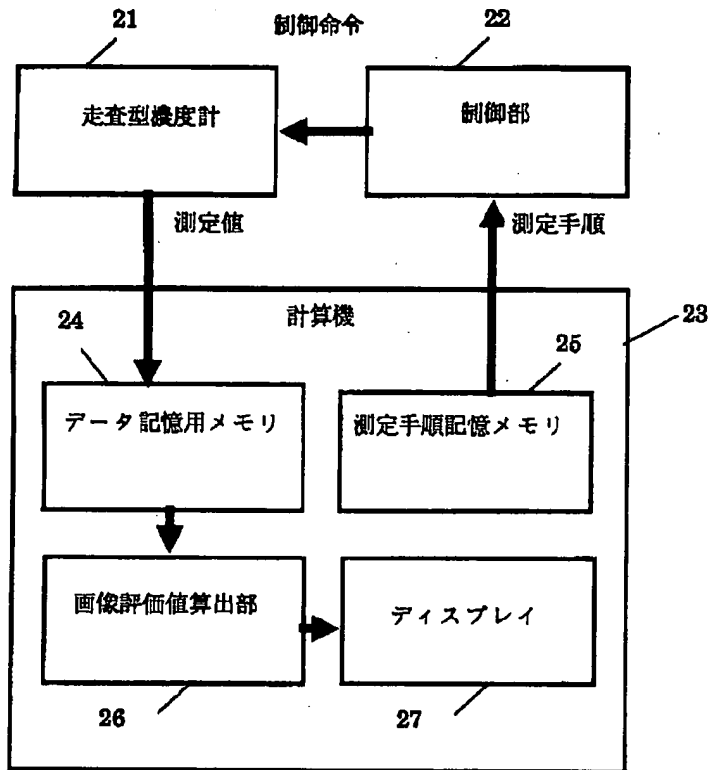 21
制御命令
22
走査型濃度計
制御部
測定値
測定手順
計算機
23
24
25
データ記憶用メモリ
測定手順記憶メモリ
画像評価値算出部
ディスプレイ
26
27